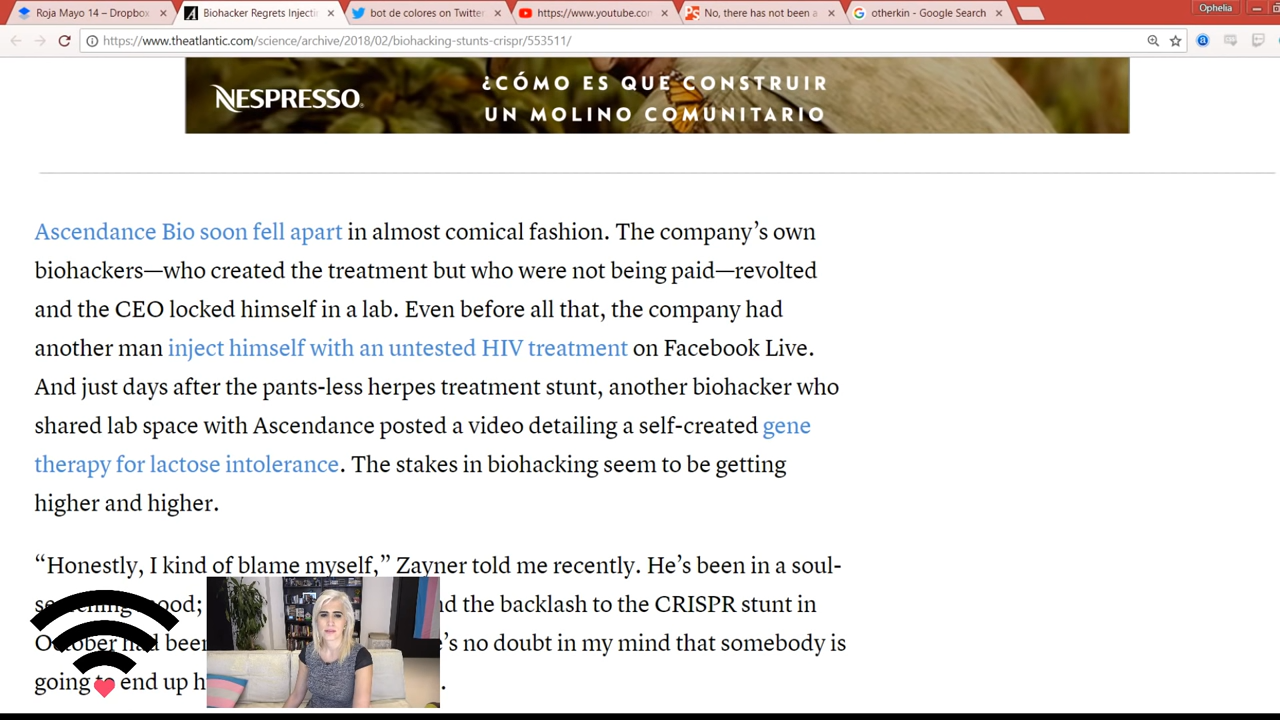 Roja Mayo 14 – Dropbox
Biohacker Regrets Injecti
bot de colores on Twitter
https://www.youtube.co
No, there has not been a
otherkin - Google Search
Ophelia
https://www.theatlantic.com/science/archive/2018/02/biohacking-stunts-crispr/553511/
NESPRESSO.
¿CÓMO ES QUE CONSTRUIR
UN MOLINO COMUNITARIO
Ascendance Bio soon fell apart in almost comical fashion. The company’s own
biohackers—who created the treatment but who were not being paid—revolted
and the CEO locked himself in a lab. Even before all that, the company had
another man inject himself with an untested HIV treatment on Facebook Live.
And just days after the pants-less herpes treatment stunt, another biohacker who
shared lab space with Ascendance posted a video detailing a self-created gene
therapy for lactose intolerance. The stakes in biohacking seem to be getting
higher and higher.
“Honestly, I kind of blame myself,” Zayner told me recently. He’s been in a soul-
mood; nd the backlash to the CRISPR stunt in
October had been ’s no doubt in my mind that somebody is
going to end up h .